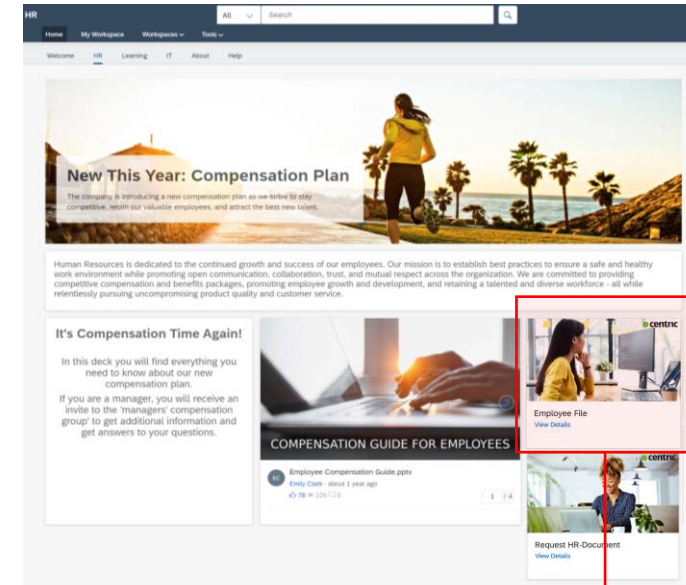 HR
All
Search
Home My Workspace Workspaces Tools
Welcome HR Learning IT About Help
New This Year: Compensation Plan
The company is introducing a new compensation plan as we strive to stay
competitive, retain our valuable employees, and attract the best new talent.
Human Resources is dedicated to the continued growth and success of our employees. Our mission is to establish best practices to ensure a safe and healthy
work environment while promoting open communication, collaboration, trust, and mutual respect across the organization. We are committed to providing
competitive compensation and benefits packages, promoting employee growth and development, and retaining a talented and diverse workforce - all while
relentlessly pursuing uncompromising product quality and customer service.
It's Compensation Time Again!
In this deck you will find everything you
need to know about our new
compensation plan.
If you are a manager, you will receive an
invite to the 'managers' compensation
group' to get additional information and
get answers to your questions.
COMPENSATION GUIDE FOR EMPLOYEES
EC
Employee Compensation Guide.pptx
Emily Clark · about 1 year ago
78 226 0
1 / 4
centric
Employee File
View Details
centric
Request HR-Document
View Details